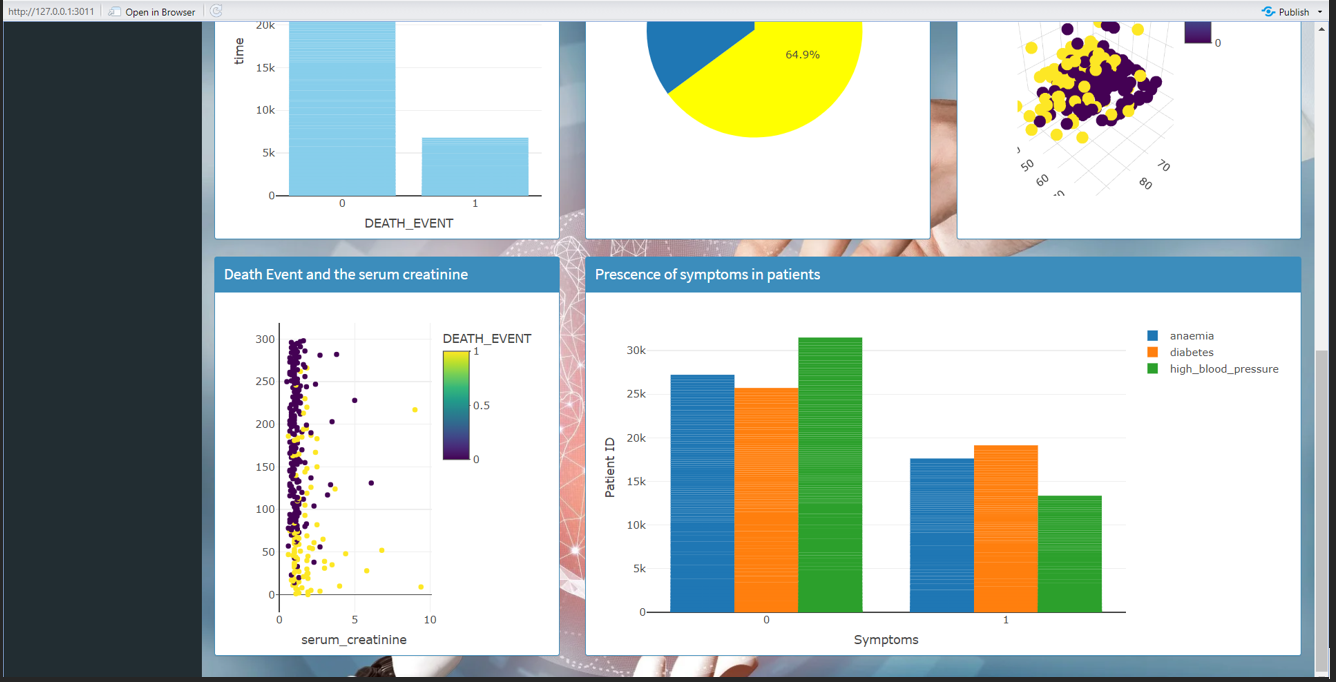 http://127.0.0.1:3011 Open in Browser Publish
20k
15k
10k
5k
0
time
0 1
DEATH_EVENT
64.9%
0
50
60
70
80
Death Event and the serum creatinine
300
250
200
150
100
50
0
0 5 10
serum_creatinine
DEATH_EVENT
1
0.5
0
Prescence of symptoms in patients
30k
25k
20k
15k
10k
5k
0
Patient ID
0 1
Symptoms
anaemia
diabetes
high_blood_pressure